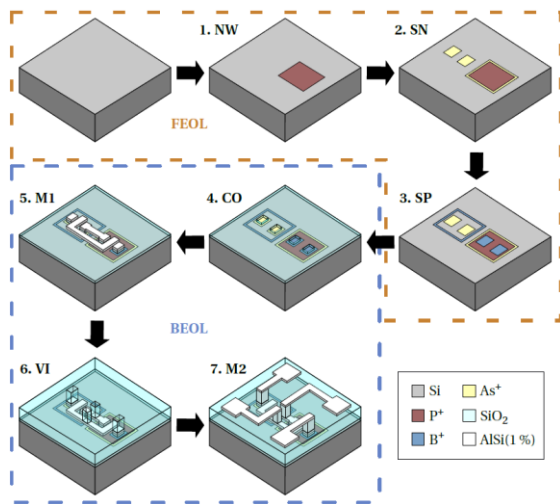 1. NW
2. SN
FEOL
5. M1
4. CO
3. SP
BEOL
6. VI
7. M2
Si
As⁺
P⁺
SiO₂
B⁺
AlSi(1 %)